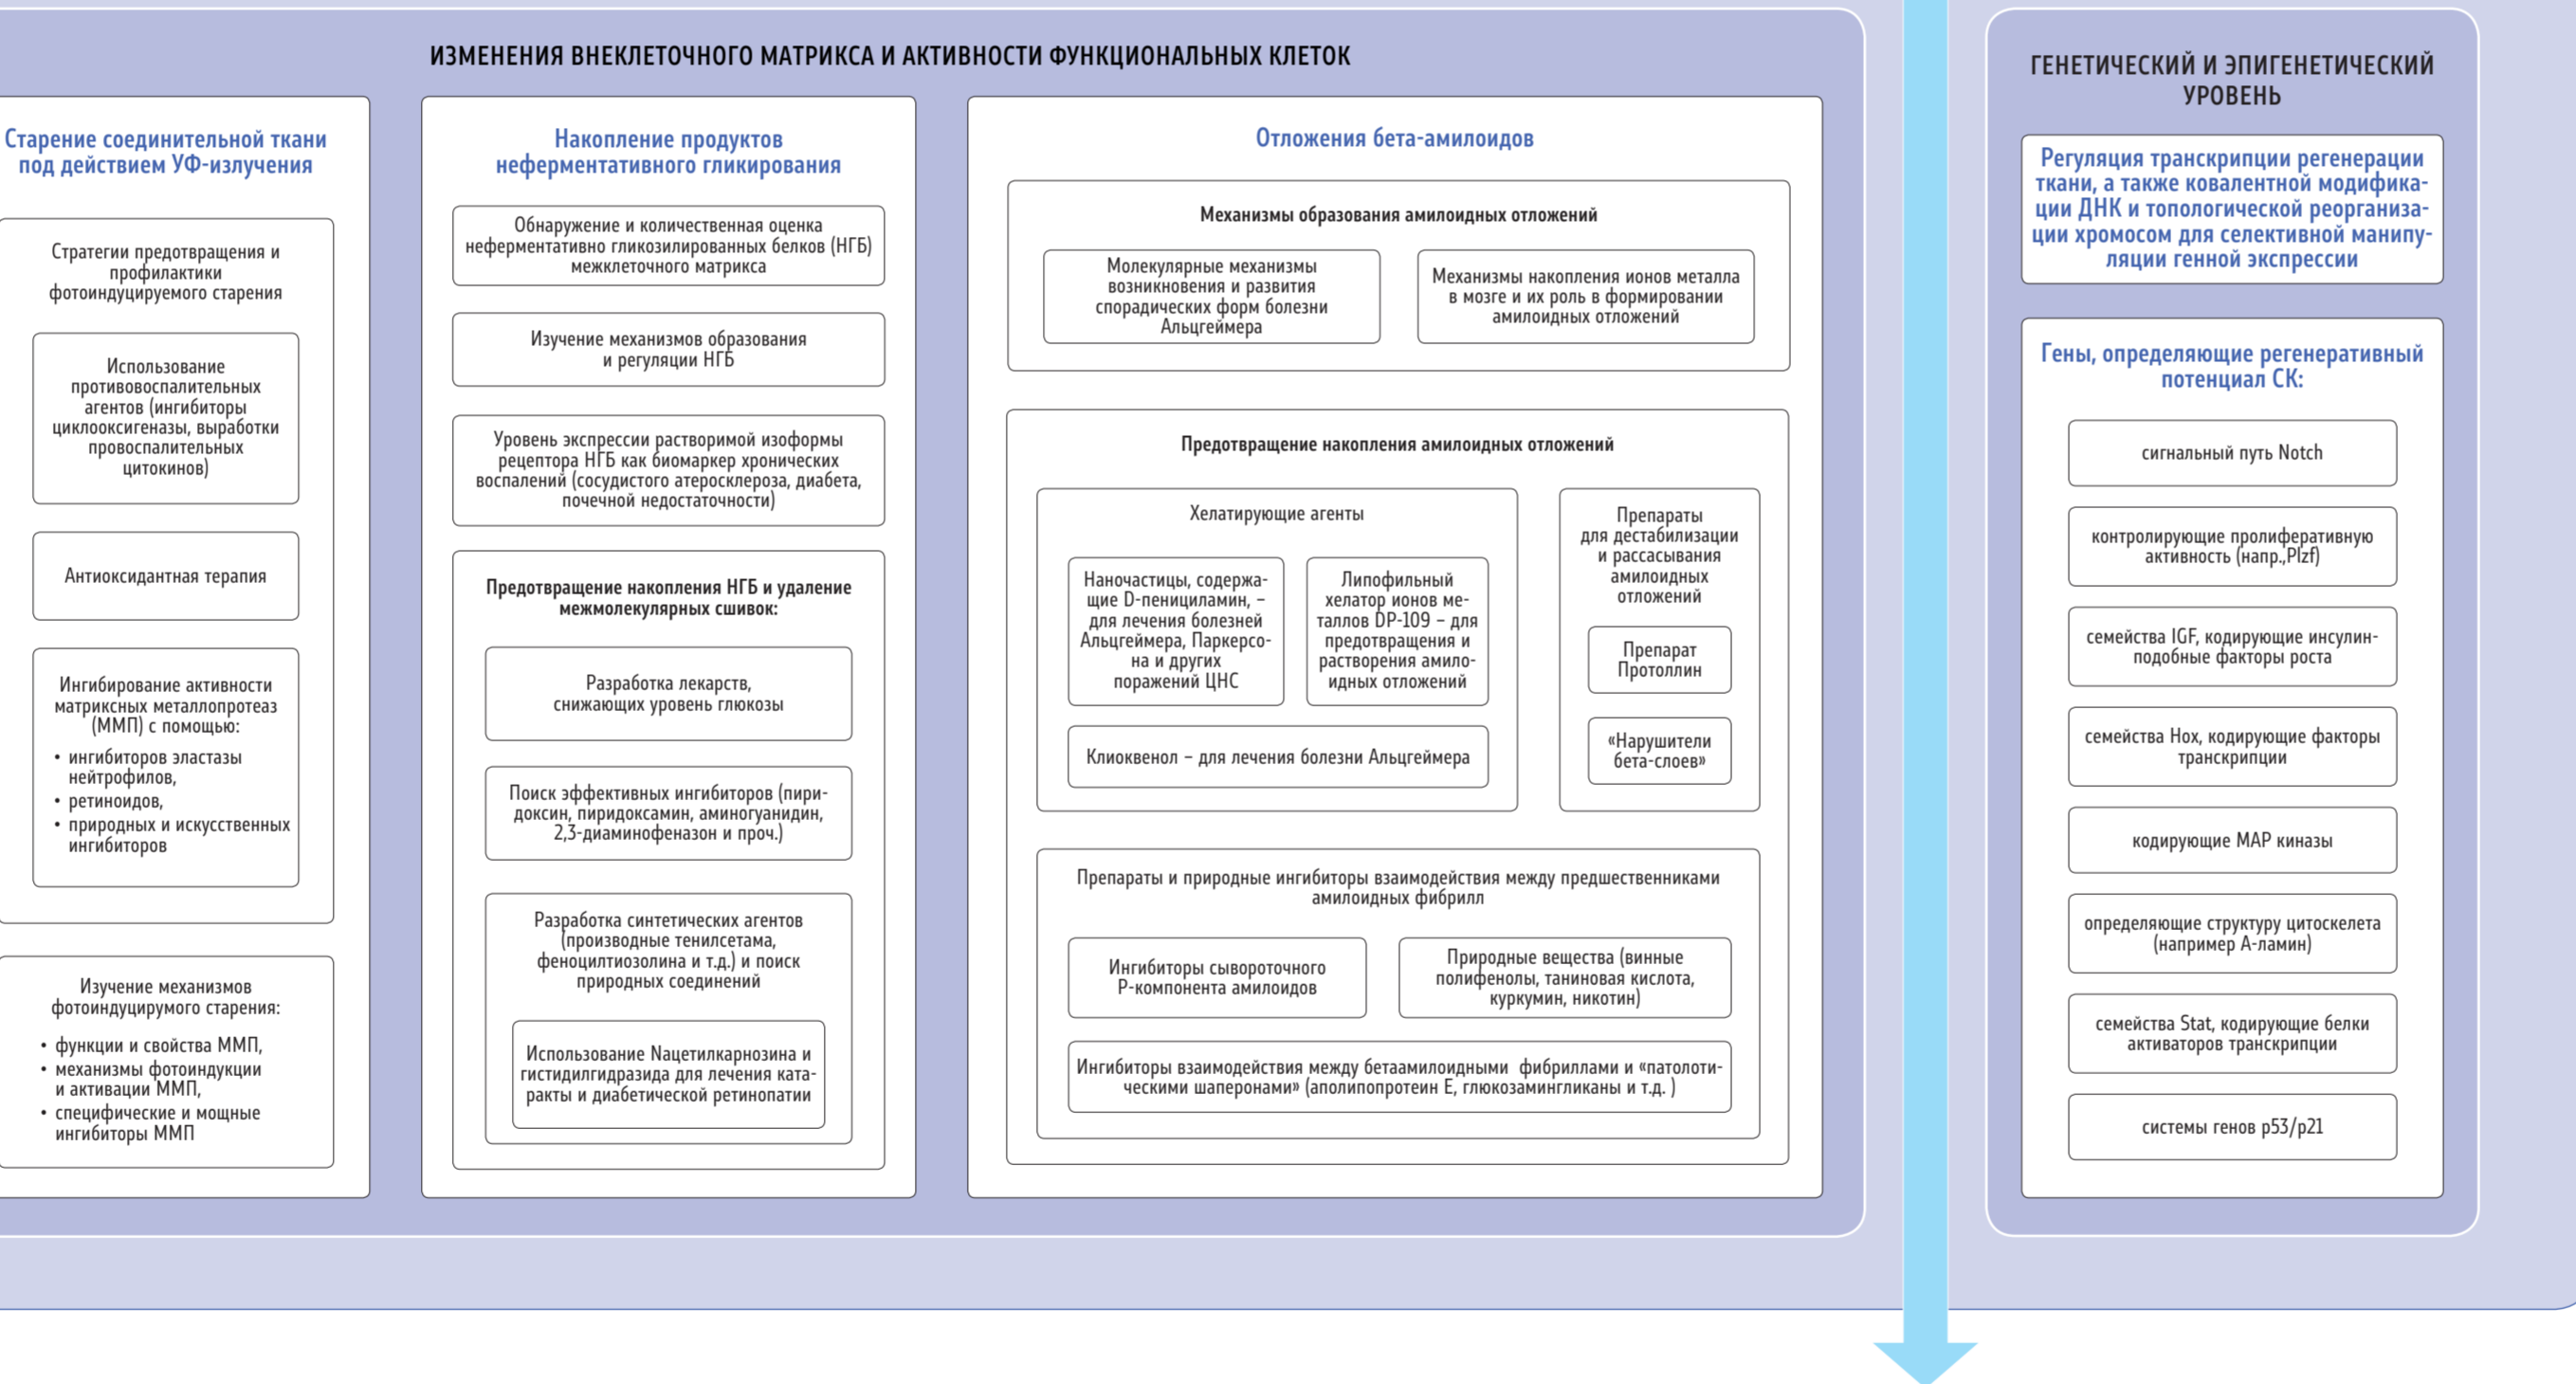 ИЗМЕНЕНИЯ ВНЕКЛЕТОЧНОГО МАТРИКСА И АКТИВНОСТИ ФУНКЦИОНАЛЬНЫХ КЛЕТОК
Старение соединительной ткани
под действием УФ-излучения
Стратегии предотвращения и
профилактики
фотоиндуцируемого старения
Использование
противовоспалительных
агентов (ингибиторы
циклооксигеназы, выработки
провоспалительных
цитокинов)
Антиоксидантная терапия
Ингибирование активности
матриксных металлопротеаз
(ММП) с помощью:
• ингибиторов эластазы
нейтрофилов,
• ретиноидов,
• природных и искусственных
ингибиторов
Изучение механизмов
фотоиндуцирумого старения:
• функции и свойства ММП,
• механизмы фотоиндукции
и активации ММП,
• специфические и мощные
ингибиторы ММП
Накопление продуктов
неферментативного гликирования
Обнаружение и количественная оценка
неферментативно гликозилированных белков (НГБ)
межклеточного матрикса
Изучение механизмов образования
и регуляции НГБ
Уровень экспрессии растворимой изоформы
рецептора НГБ как биомаркер хронических
воспалений (сосудистого атеросклероза, диабета,
почечной недостаточности)
Предотвращение накопления НГБ и удаление
межмолекулярных сшивок:
Разработка лекарств,
снижающих уровень глюкозы
Поиск эффективных ингибиторов (пири-
доксин, пиридоксамин, аминогуанидин,
2,3-диаминофеназон и проч.)
Разработка синтетических агентов
(производные тенилсетама,
феноцилтиозолина и т.д.) и поиск
природных соединений
Использование Nацетилкарнозина и
гистидилгидразида для лечения ката-
ракты и диабетической ретинопатии
Отложения бета-амилоидов
Механизмы образования амилоидных отложений
Молекулярные механизмы
возникновения и развития
спорадических форм болезни
Альцгеймера
Механизмы накопления ионов металла
в мозге и их роль в формировании
амилоидных отложений
Предотвращение накопления амилоидных отложений
Хелатирующие агенты
Наночастицы, содержа-
щие D-пенициламин, –
для лечения болезней
Альцгеймера, Паркерсо-
на и других
поражений ЦНС
Липофильный
хелатор ионов ме-
таллов DP-109 – для
предотвращения и
растворения амило-
идных отложений
Клиоквенол – для лечения болезни Альцгеймера
Препараты
для дестабилизации
и рассасывания
амилоидных
отложений
Препарат
Протоллин
«Нарушители
бета-слоев»
Препараты и природные ингибиторы взаимодействия между предшественниками
амилоидных фибрилл
Ингибиторы сывороточного
Р-компонента амилоидов
Природные вещества (винные
полифенолы, таниновая кислота,
куркумин, никотин)
Ингибиторы взаимодействия между бетаамилоидными фибриллами и «патолоти-
ческими шаперонами» (аполипопротеин Е, глюкозамингликаны и т.д. )
ГЕНЕТИЧЕСКИЙ И ЭПИГЕНЕТИЧЕСКИЙ
УРОВЕНЬ
Регуляция транскрипции регенерации
ткани, а также ковалентной модифика-
ции ДНК и топологической реорганиза-
ции хромосом для селективной манипу-
ляции генной экспрессии
Гены, определяющие регенеративный
потенциал СК:
сигнальный путь Notch
контролирующие пролиферативную
активность (напр.,Plzf)
семейства IGF, кодирующие инсулин-
подобные факторы роста
семейства Hox, кодирующие факторы
транскрипции
кодирующие МАР киназы
определяющие структуру цитоскелета
(например А-ламин)
семейства Stat, кодирующие белки
активаторов транскрипции
системы генов p53/p21